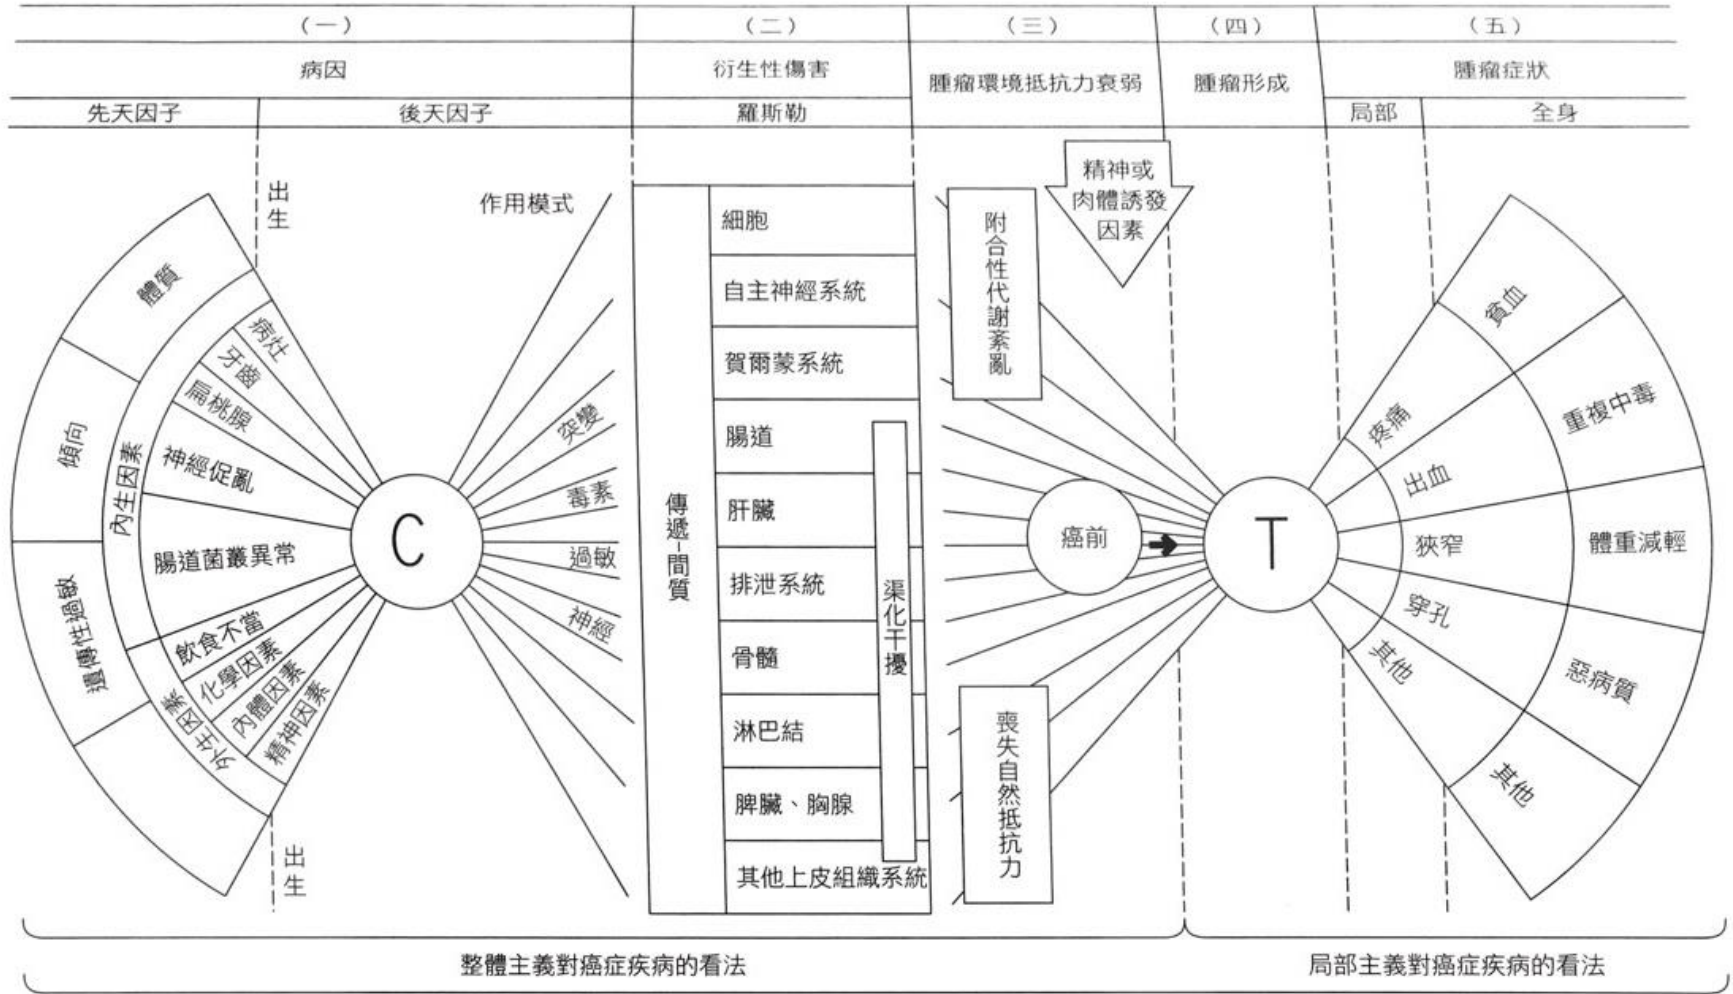 （一）
（二）
（三）
（四）
（五）
病因
衍生性傷害
腫瘤環境抵抗力衰弱
腫瘤形成
腫瘤症狀
先天因子
後天因子
羅斯勒
局部
全身
出生
作用模式
體質
傾向
遺傳性過敏
內生因素
外生因素
病灶
牙齒
扁桃腺
神經促亂
腸道菌叢異常
飲食不當
化學因素
內體因素
精神因素
出生
C
突變
毒素
過敏
神經
傳遞-間質
細胞
自主神經系統
賀爾蒙系統
腸道
肝臟
排泄系統
骨髓
淋巴結
脾臟、胸腺
其他上皮組織系統
渠化干擾
附合性代謝紊亂
喪失自然抵抗力
精神或
肉體誘發
因素
癌前
T
疼痛
出血
狹窄
穿孔
其他
貧血
重複中毒
體重減輕
惡病質
其他
整體主義對癌症疾病的看法
局部主義對癌症疾病的看法